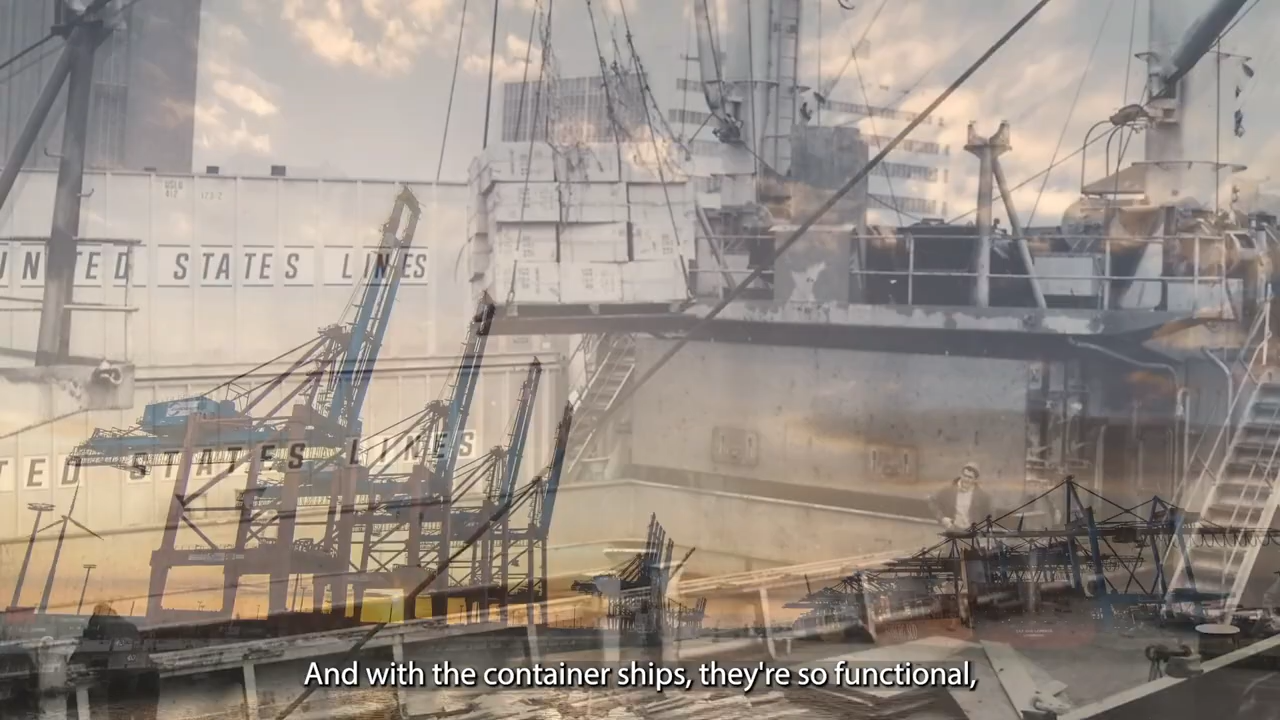 UNITED STATES LINES
TED STATES LINES
And with the container ships, they're so functional,